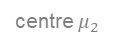 centre μ₂